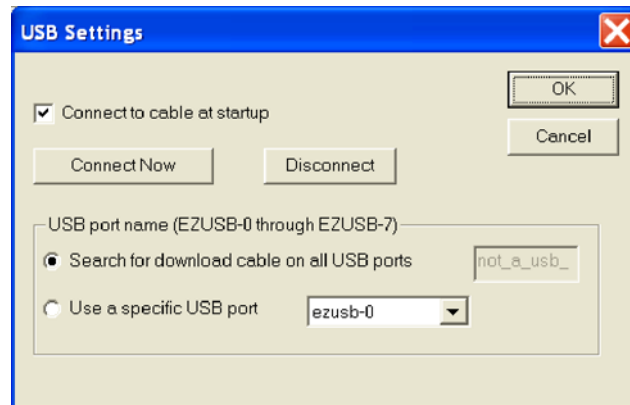 USB Settings
OK
Connect to cable at startup
Cancel
Connect Now
Disconnect
USB port name (EZUSB-0 through EZUSB-7)
Search for download cable on all USB ports
not_a_usb_
Use a specific USB port
ezusb-0